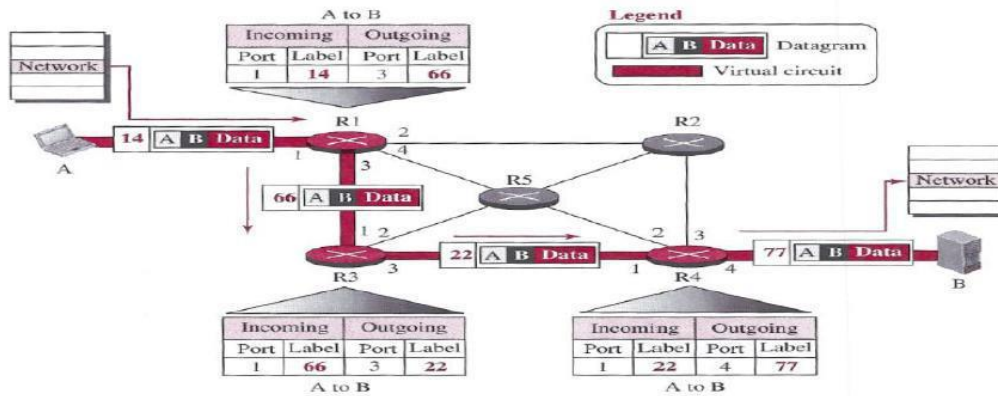 A to B
Incoming Outgoing
Port Label Port Label
1 14 3 66
Legend
A B Data Datagram
Virtual circuit
Network
R1
R2
14 A B Data
A
1
2
4
3
R5
66 A B Data
Network
1
2
22 A B Data
2
3
77 A B Data
R3
3
1
R4
4
B
Incoming Outgoing
Port Label Port Label
1 66 3 22
A to B
Incoming Outgoing
Port Label Port Label
1 22 4 77
A to B